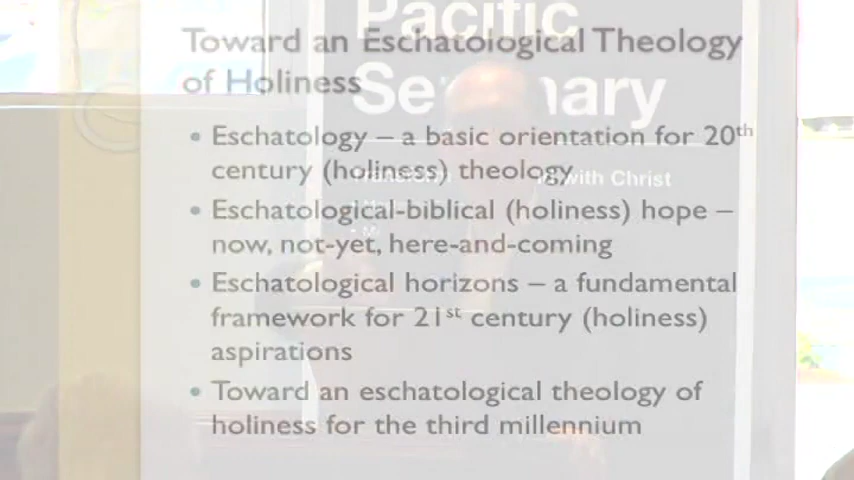 Pacific
Toward an Eschatological Theology
of Holiness
• Eschatology – a basic orientation for 20th
century (holiness) theology
with Christ
• Eschatological-biblical (holiness) hope –
now, not-yet, here-and-coming
• Eschatological horizons – a fundamental
framework for 21st century (holiness)
aspirations
• Toward an eschatological theology of
holiness for the third millennium